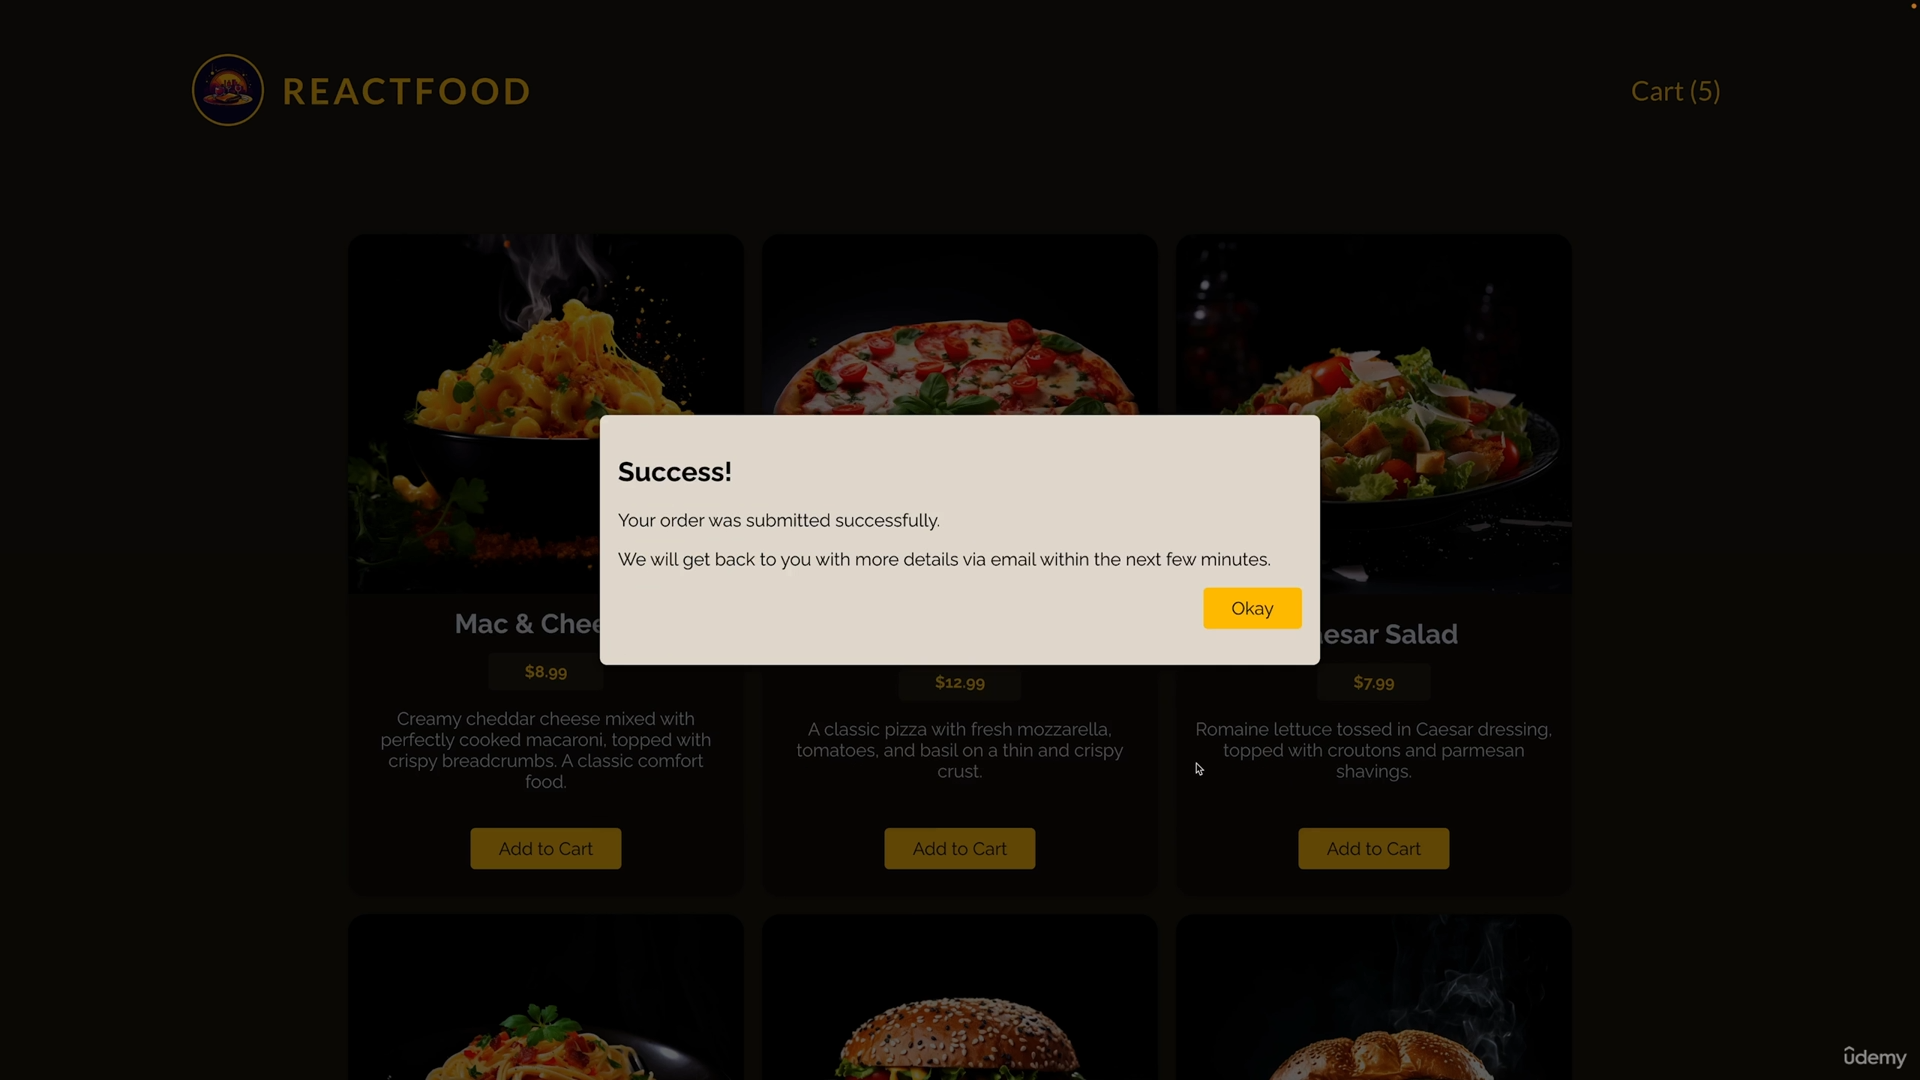 REACTFOOD
Cart (5)
Success!
Your order was submitted successfully.
We will get back to you with more details via email within the next few minutes.
Okay
Mac & Chee
$8.99
Creamy cheddar cheese mixed with
perfectly cooked macaroni, topped with
crispy breadcrumbs. A classic comfort
food.
Add to Cart
$12.99
A classic pizza with fresh mozzarella,
tomatoes, and basil on a thin and crispy
crust.
Add to Cart
esar Salad
$7.99
Romaine lettuce tossed in Caesar dressing,
topped with croutons and parmesan
shavings.
Add to Cart
ûdemy